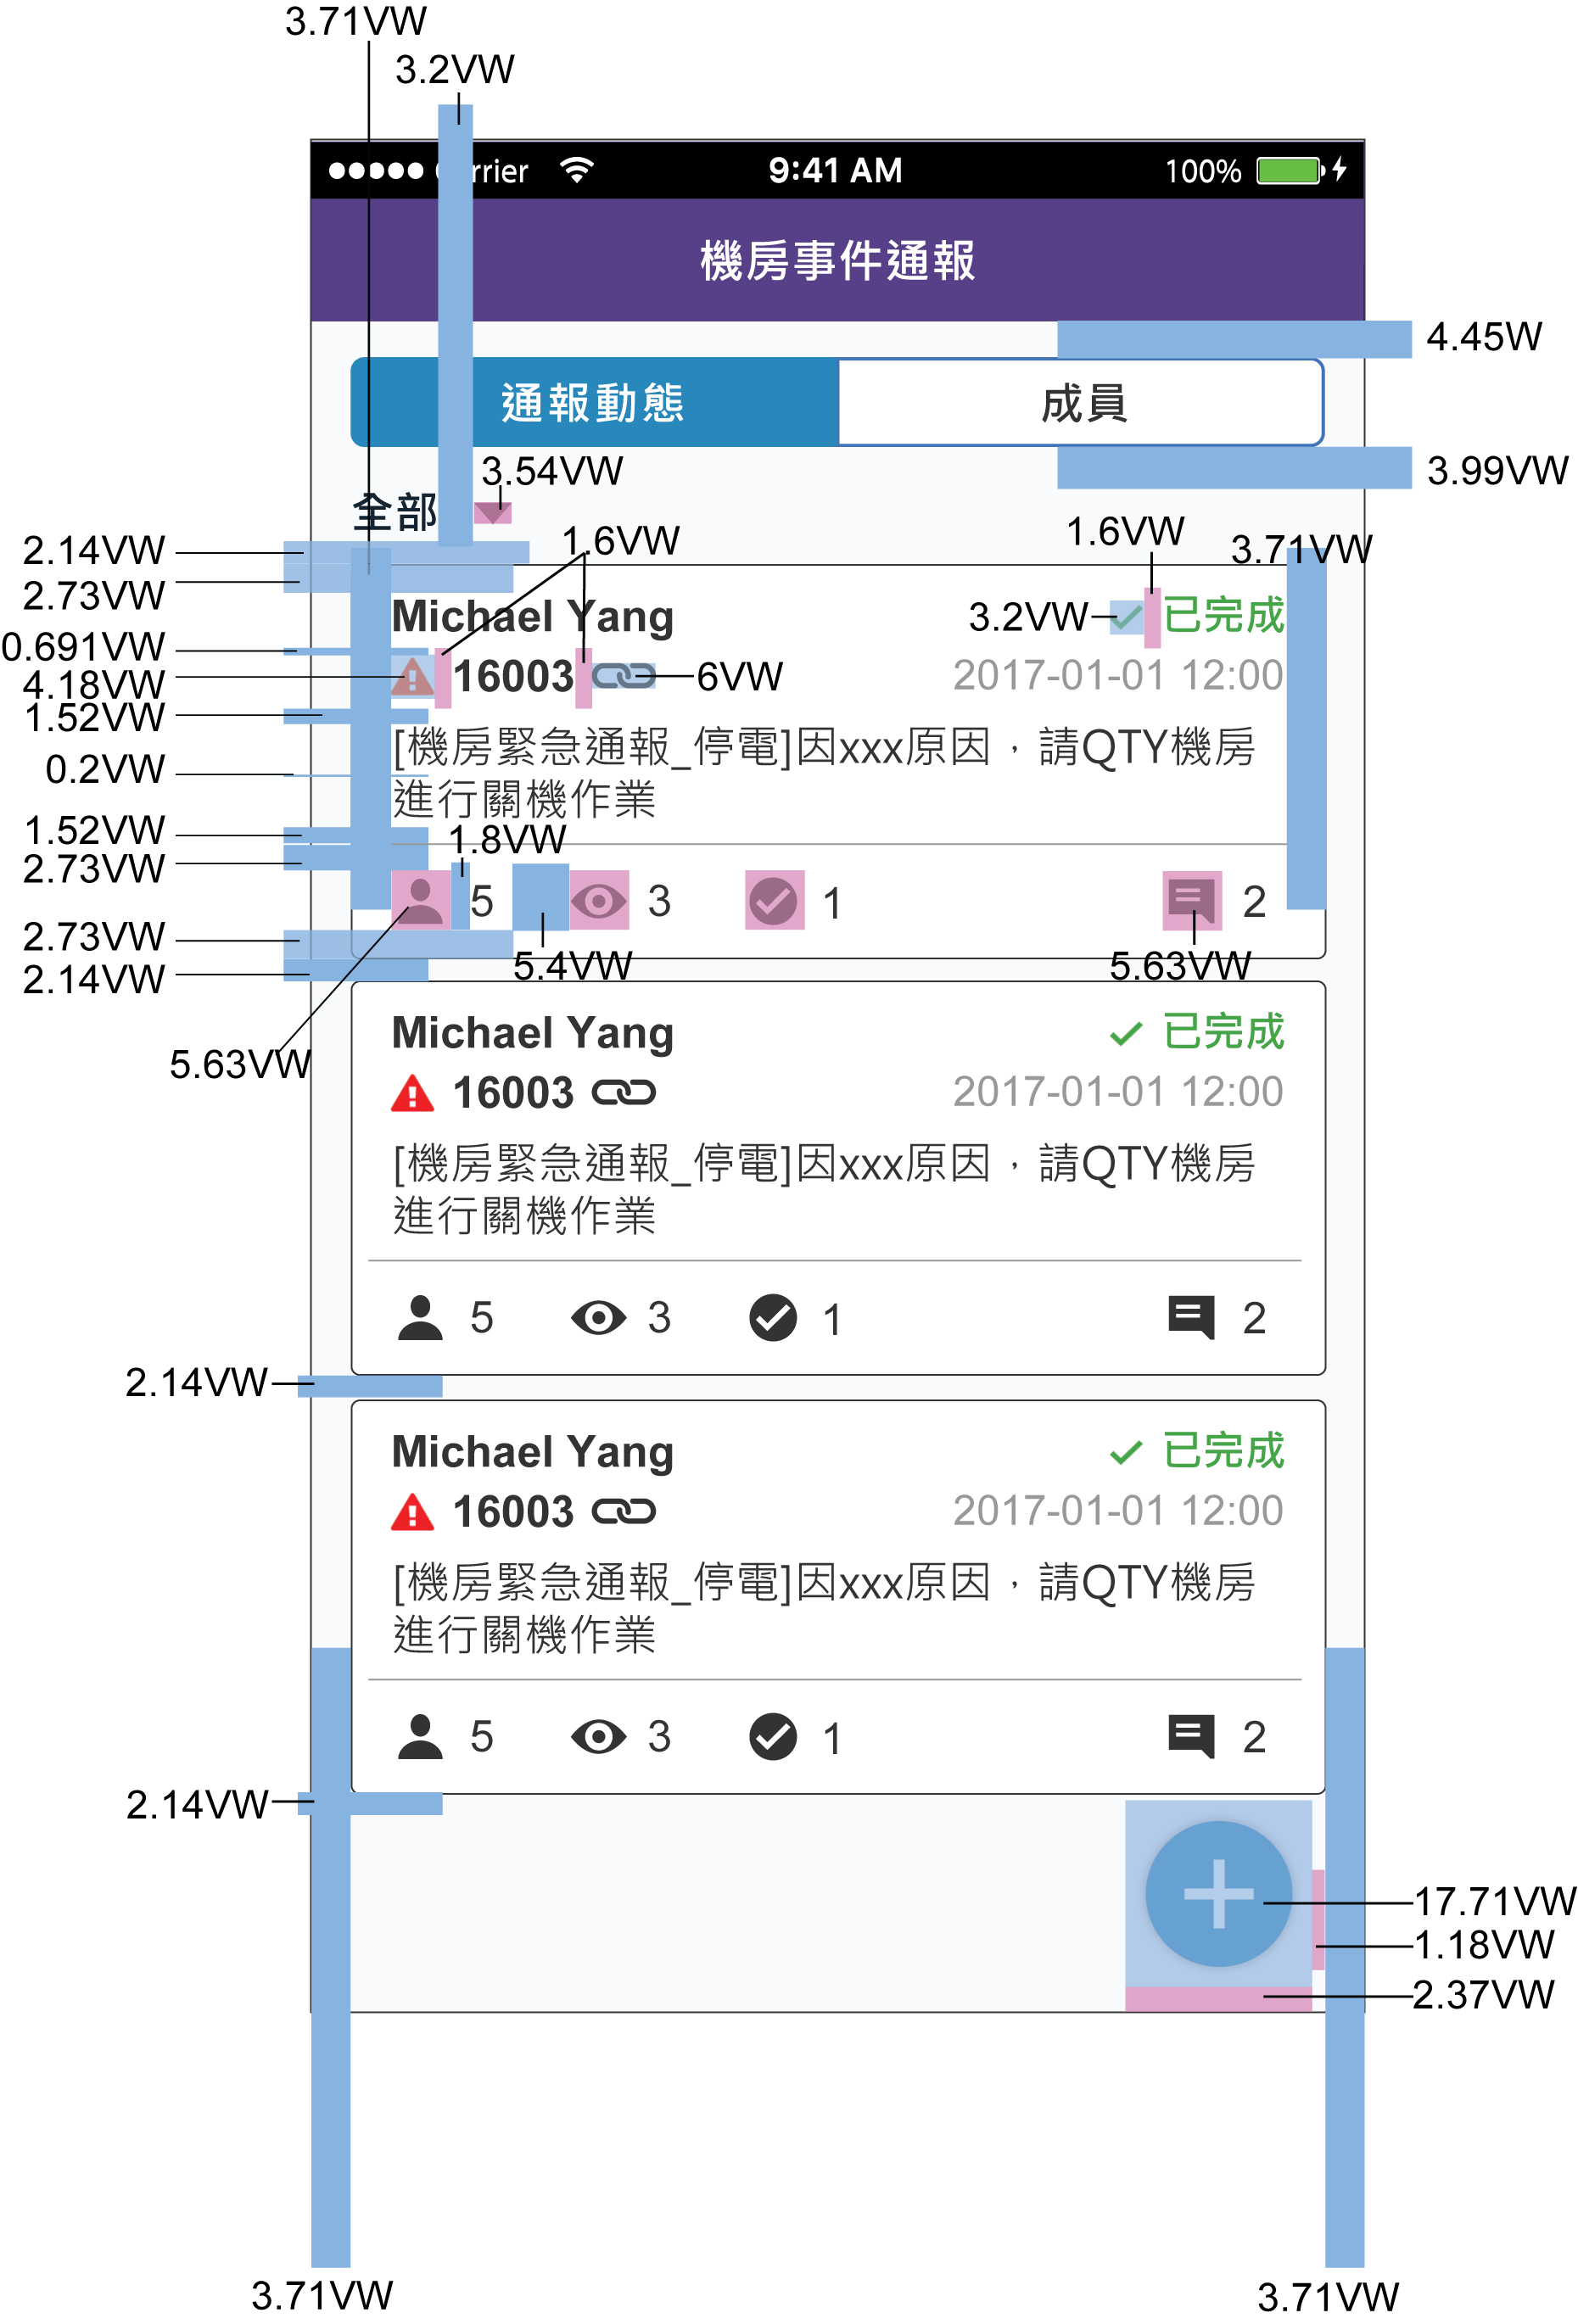 3.71VW
3.2VW
rrier 9:41 AM 100%
機房事件通報
4.45W
通報動態 成員
3.54VW
3.99VW
全部
1.6VW
1.6VW
2.14VW
3.71VW
2.73VW
Michael Yang
3.2VW
已完成
0.691VW
4.18VW
16003
6VW
2017-01-01 12:00
1.52VW
[機房緊急通報_停電]因xxx原因，請QTY機房
0.2VW
進行關機作業
1.52VW
1.8VW
2.73VW
5 3 1 2
2.73VW
5.4VW
5.63VW
2.14VW
5.63VW
Michael Yang 已完成
16003 2017-01-01 12:00
[機房緊急通報_停電]因xxx原因，請QTY機房
進行關機作業
5 3 1 2
2.14VW
Michael Yang 已完成
16003 2017-01-01 12:00
[機房緊急通報_停電]因xxx原因，請QTY機房
進行關機作業
5 3 1 2
2.14VW
17.71VW
1.18VW
2.37VW
3.71VW
3.71VW